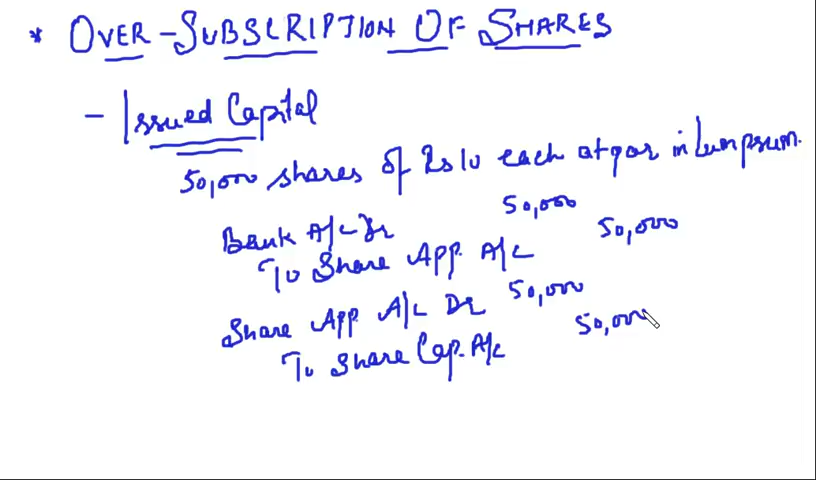 * OVER-SUBSCRIPTION OF SHARES
- Issued Capital
50,000 shares of Rs 10 each at par in Lumpsum.
Bank A/c Dr 50,000
To Share App A/c 50,000
Share App A/c Dr 50,000
To Share Cap. A/c 50,000